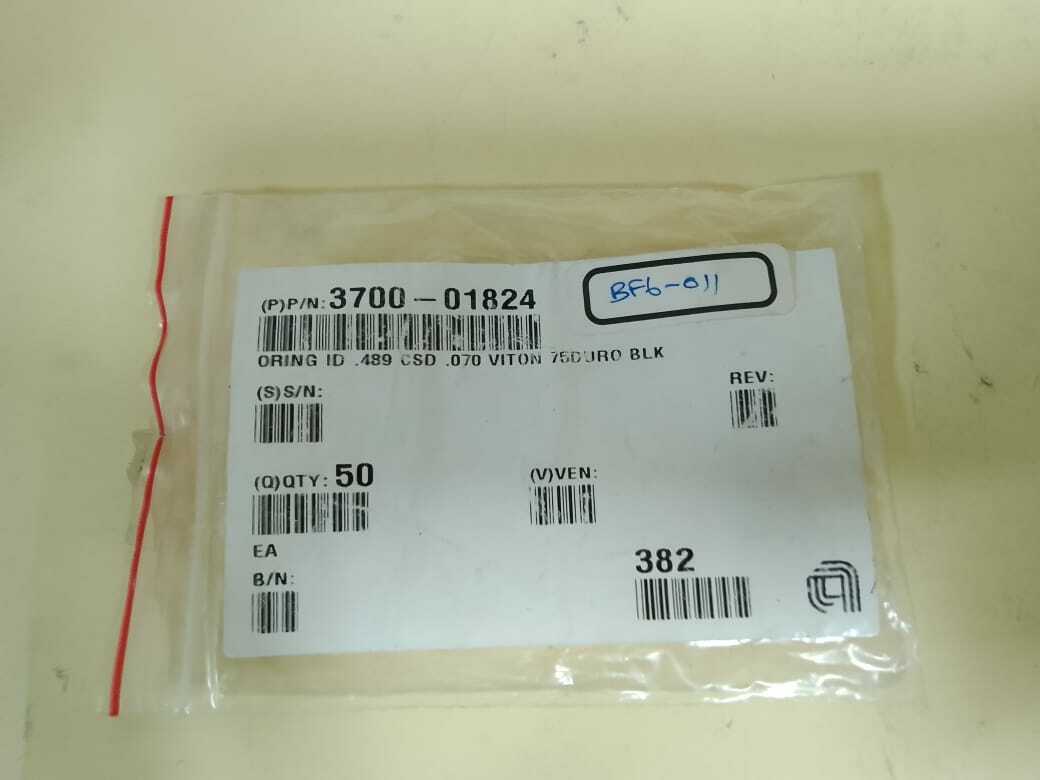 (P)P/N: 3700-01824
BF6-011
ORING ID .489 CSD .070 VITON 75DURO BLK
(S)S/N:
REV:
(Q)QTY: 50
(V)VEN:
EA
382
B/N: